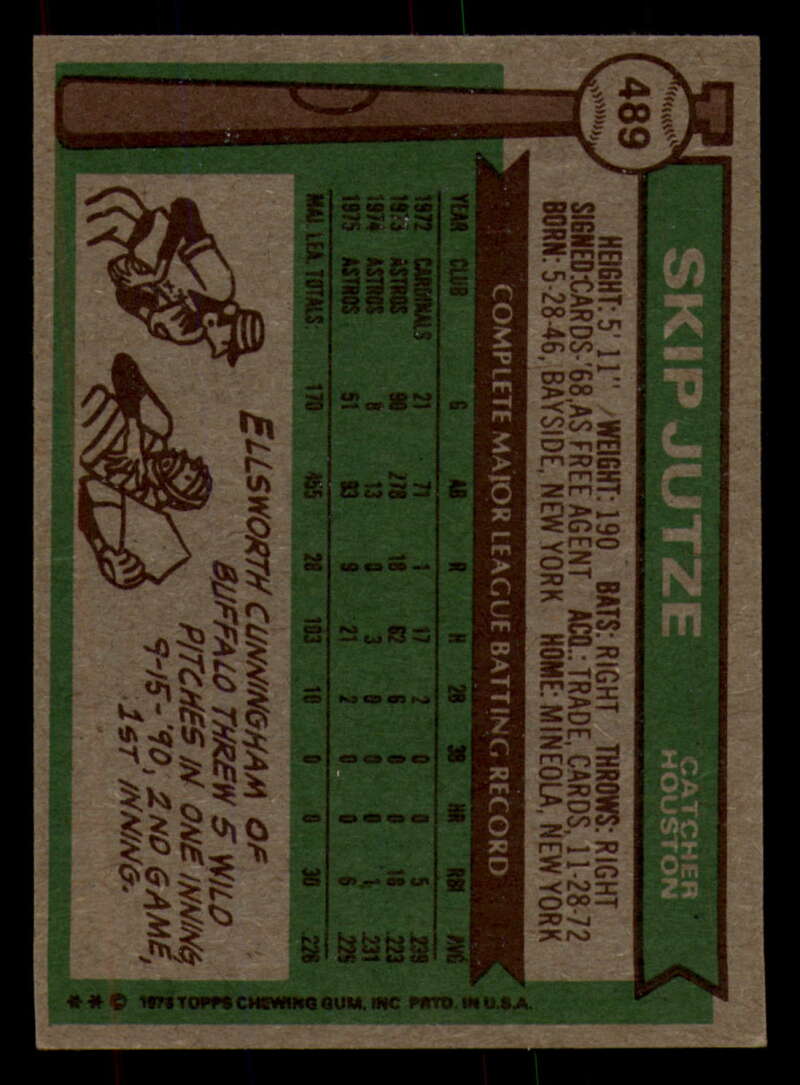 489
SKIP JUTZE
CATCHER
HOUSTON
HEIGHT: 5' 11" WEIGHT: 190 BATS: RIGHT THROWS: RIGHT
SIGNED:CARDS-'68,AS FREE AGENT ACQ.: TRADE, CARDS, 11-28-72
BORN: 5-28-46, BAYSIDE, NEW YORK HOME: MINEOLA, NEW YORK
COMPLETE MAJOR LEAGUE BATTING RECORD
YEAR CLUB G AB R H 2B 3B HR RBI AVG
1972 CARDINALS 21 71 1 17 2 0 0 5 .239
1973 ASTROS 90 278 18 62 6 0 0 18 .223
1974 ASTROS 8 13 0 3 0 0 0 1 .231
1975 ASTROS 51 93 9 21 2 0 0 6 .226
MAJ. LEA. TOTALS 170 455 28 103 10 0 0 30 .226
ELLSWORTH CUNNINGHAM OF
BUFFALO THREW 5 WILD
PITCHES IN ONE INNING
9-15-'90, 2ND GAME,
1ST INNING.
**© 1976 TOPPS CHEWING GUM, INC. PRTD. IN U.S.A.